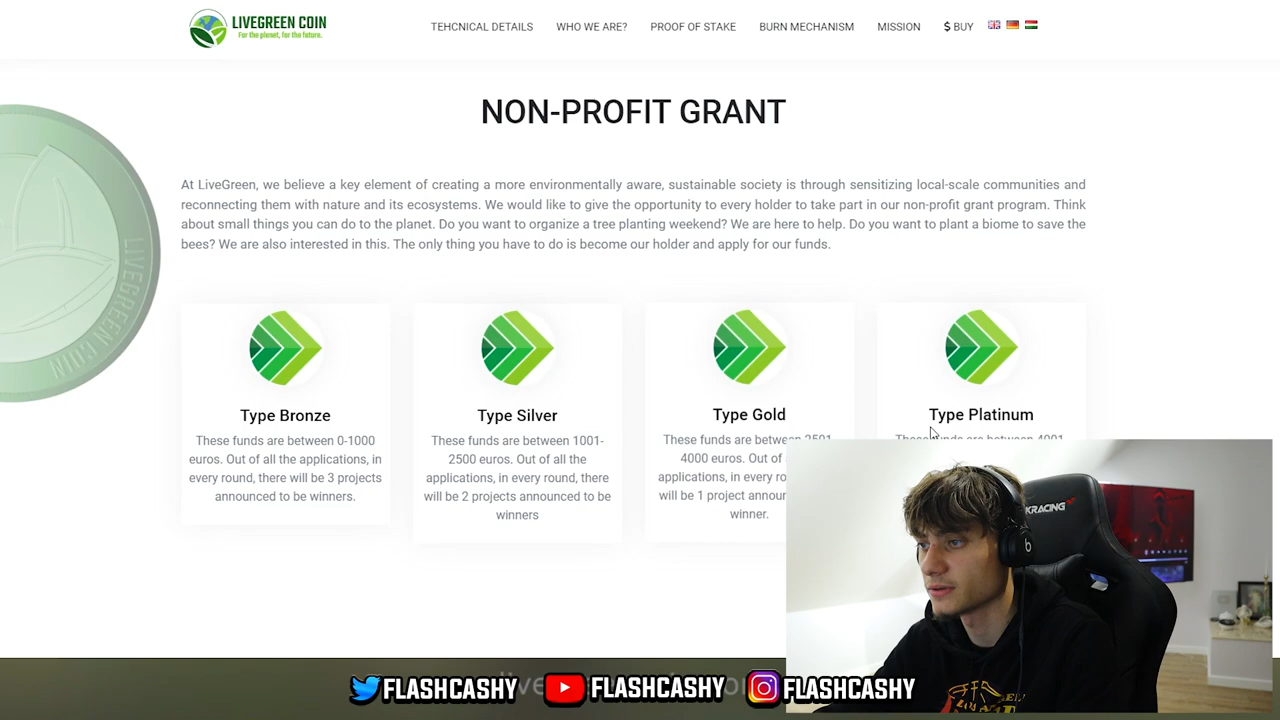 LIVEGREEN COIN
For the planet, for the future.
TEHCNICAL DETAILS
WHO WE ARE?
PROOF OF STAKE
BURN MECHANISM
MISSION
$ BUY
NON-PROFIT GRANT
At LiveGreen, we believe a key element of creating a more environmentally aware, sustainable society is through sensitizing local-scale communities and
reconnecting them with nature and its ecosystems. We would like to give the opportunity to every holder to take part in our non-profit grant program. Think
about small things you can do to the planet. Do you want to organize a tree planting weekend? We are here to help. Do you want to plant a biome to save the
bees? We are also interested in this. The only thing you have to do is become our holder and apply for our funds.
LIVEGREEN COIN
Type Bronze
These funds are between 0-1000
euros. Out of all the applications, in
every round, there will be 3 projects
announced to be winners.
Type Silver
These funds are between 1001-
2500 euros. Out of all the
applications, in every round, there
will be 2 projects announced to be
winners
Type Gold
These funds are between 2501-
4000 euros. Out of
applications, in every
will be 1 project
winner.
Type Platinum
These funds are between 4001
KRACING
FLASHCASHY
FLASHCASHY
FLASHCASHY